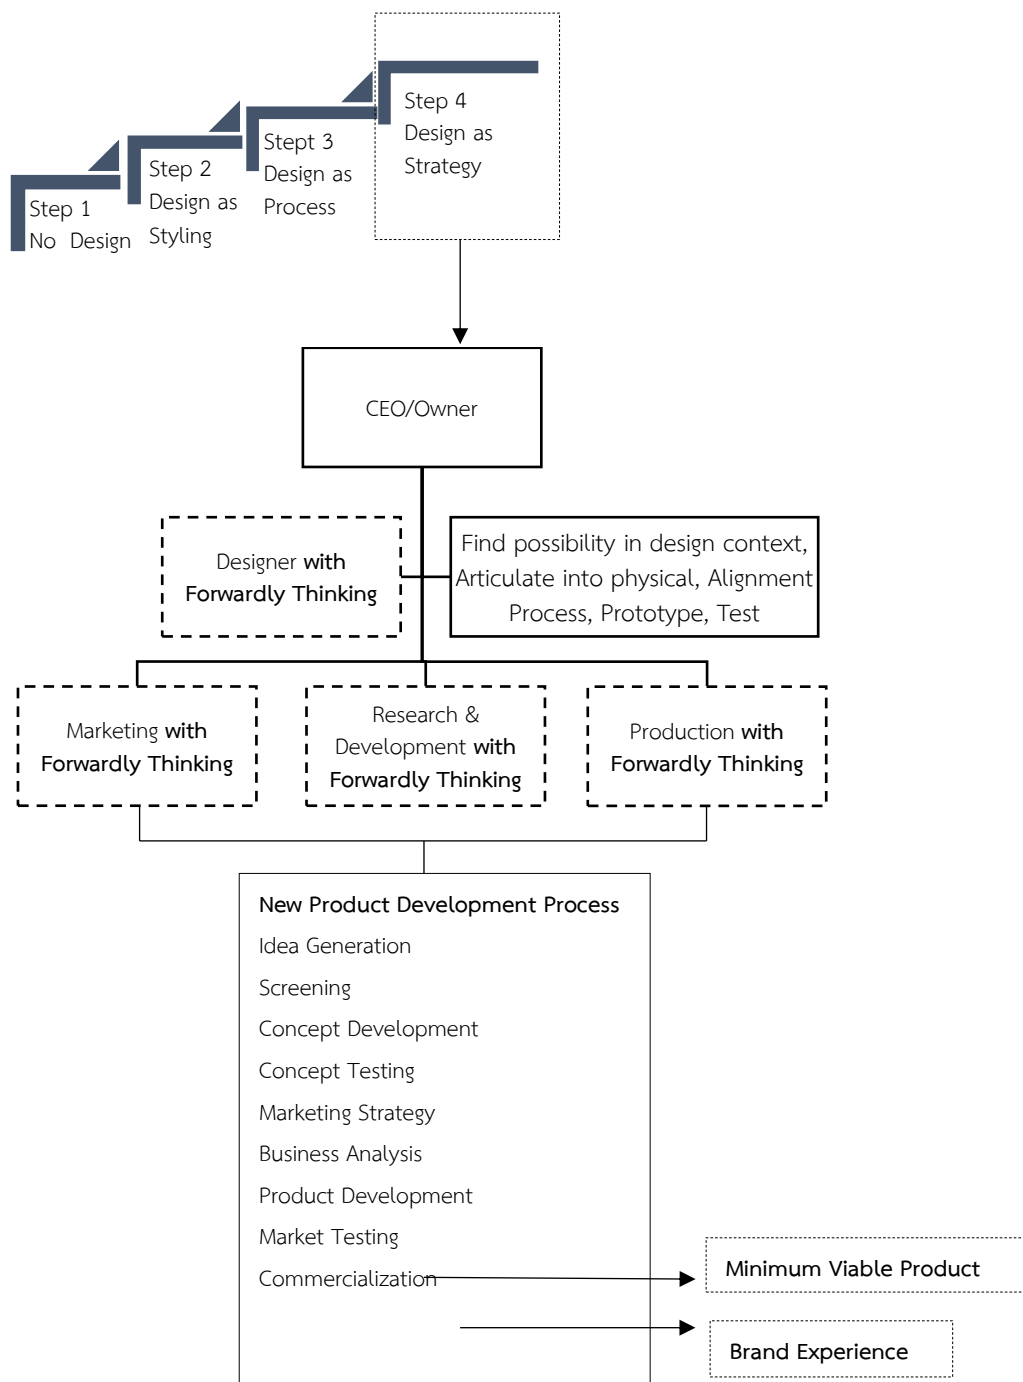 Step 4
Design as
Strategy
Stept 3
Design as
Process
Step 2
Design as
Styling
Step 1
No Design
CEO/Owner
Designer with
Forwardly Thinking
Find possibility in design context,
Articulate into physical, Alignment
Process, Prototype, Test
Marketing with
Forwardly Thinking
Research &
Development with
Forwardly Thinking
Production with
Forwardly Thinking
New Product Development Process
Idea Generation
Screening
Concept Development
Concept Testing
Marketing Strategy
Business Analysis
Product Development
Market Testing
Commercialization
Minimum Viable Product
Brand Experience